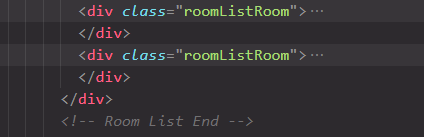 <div class="roomListRoom">···
</div>
<div class="roomListRoom">···
</div>
</div>
<!-- Room List End -->